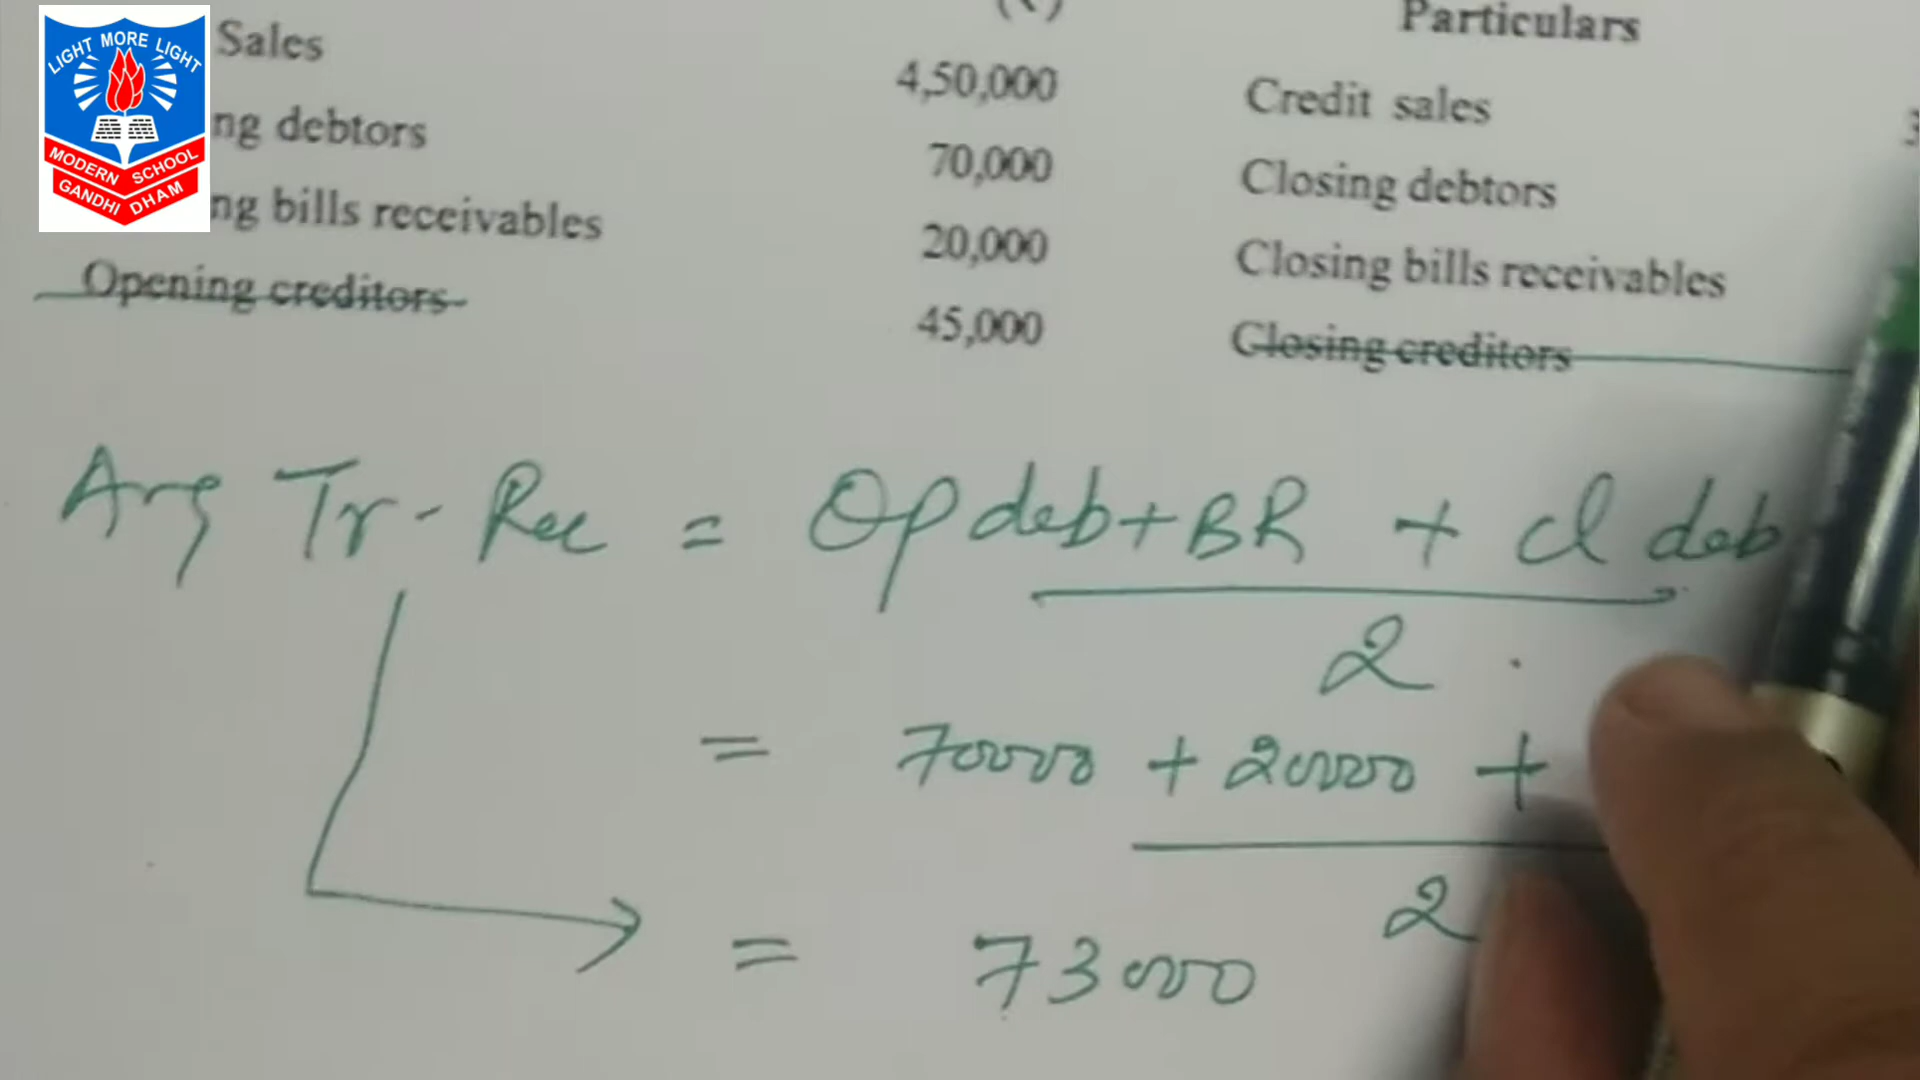 LIGHT MORE LIGHT
MODERN SCHOOL
GANDHI DHAM
Particulars
Sales 4,50,000 Credit sales 3
ng debtors 70,000 Closing debtors
ng bills receivables 20,000 Closing bills receivables
Opening creditors 45,000 Closing creditors
Avg Tr-Rec = Op deb+BR + Cl deb
2
= 70000 + 20000 +
2
= 73000